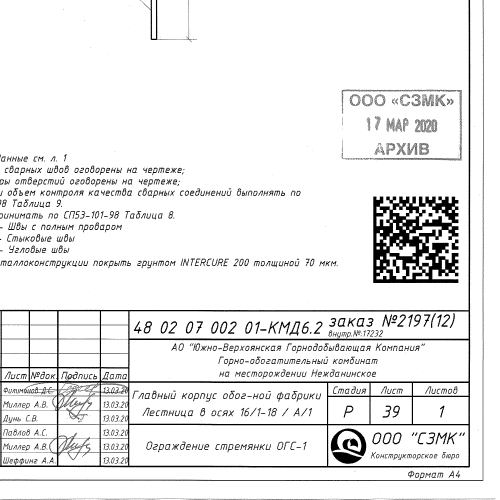 ООО «СЗМК»
17 МАР 2020
АРХИВ
анные см. л. 1
сварных швов оговорены на чертеже;
ры отверстий оговорены на чертеже;
и объем контроля качества сварных соединений выполнять по
98 Таблица 9.
ринимать по СП53-101-98 Таблица 8.
- Швы с полным проваром
- Стыковые швы
- Угловые швы
таллоконструкции покрыть грунтом INTERCURE 200 толщиной 70 мкм.
48 02 07 002 01-КМД6.2 заказ №2197(12)
внутр.№:17232
АО "Южно-Верхоянская Горнодобывающая Компания"
Горно-обогатительный комбинат
на месторождении Нежданинское
Лист №док. Подпись Дата
Филимонов Д.С. 13.03.20
Миллер А.В. 13.03.20
Дунь С.В. 13.03.20
Павлов А.С. 13.03.20
Миллер А.В. 13.03.20
Шеффинг А.А. 13.03.20
Главный корпус обог-ной фабрики
Лестница в осях 16/1-18 / А/1
Стадия Лист Листов
Р 39 1
Ограждение стремянки ОГС-1
ООО "СЗМК"
Конструкторское бюро
Формат А4